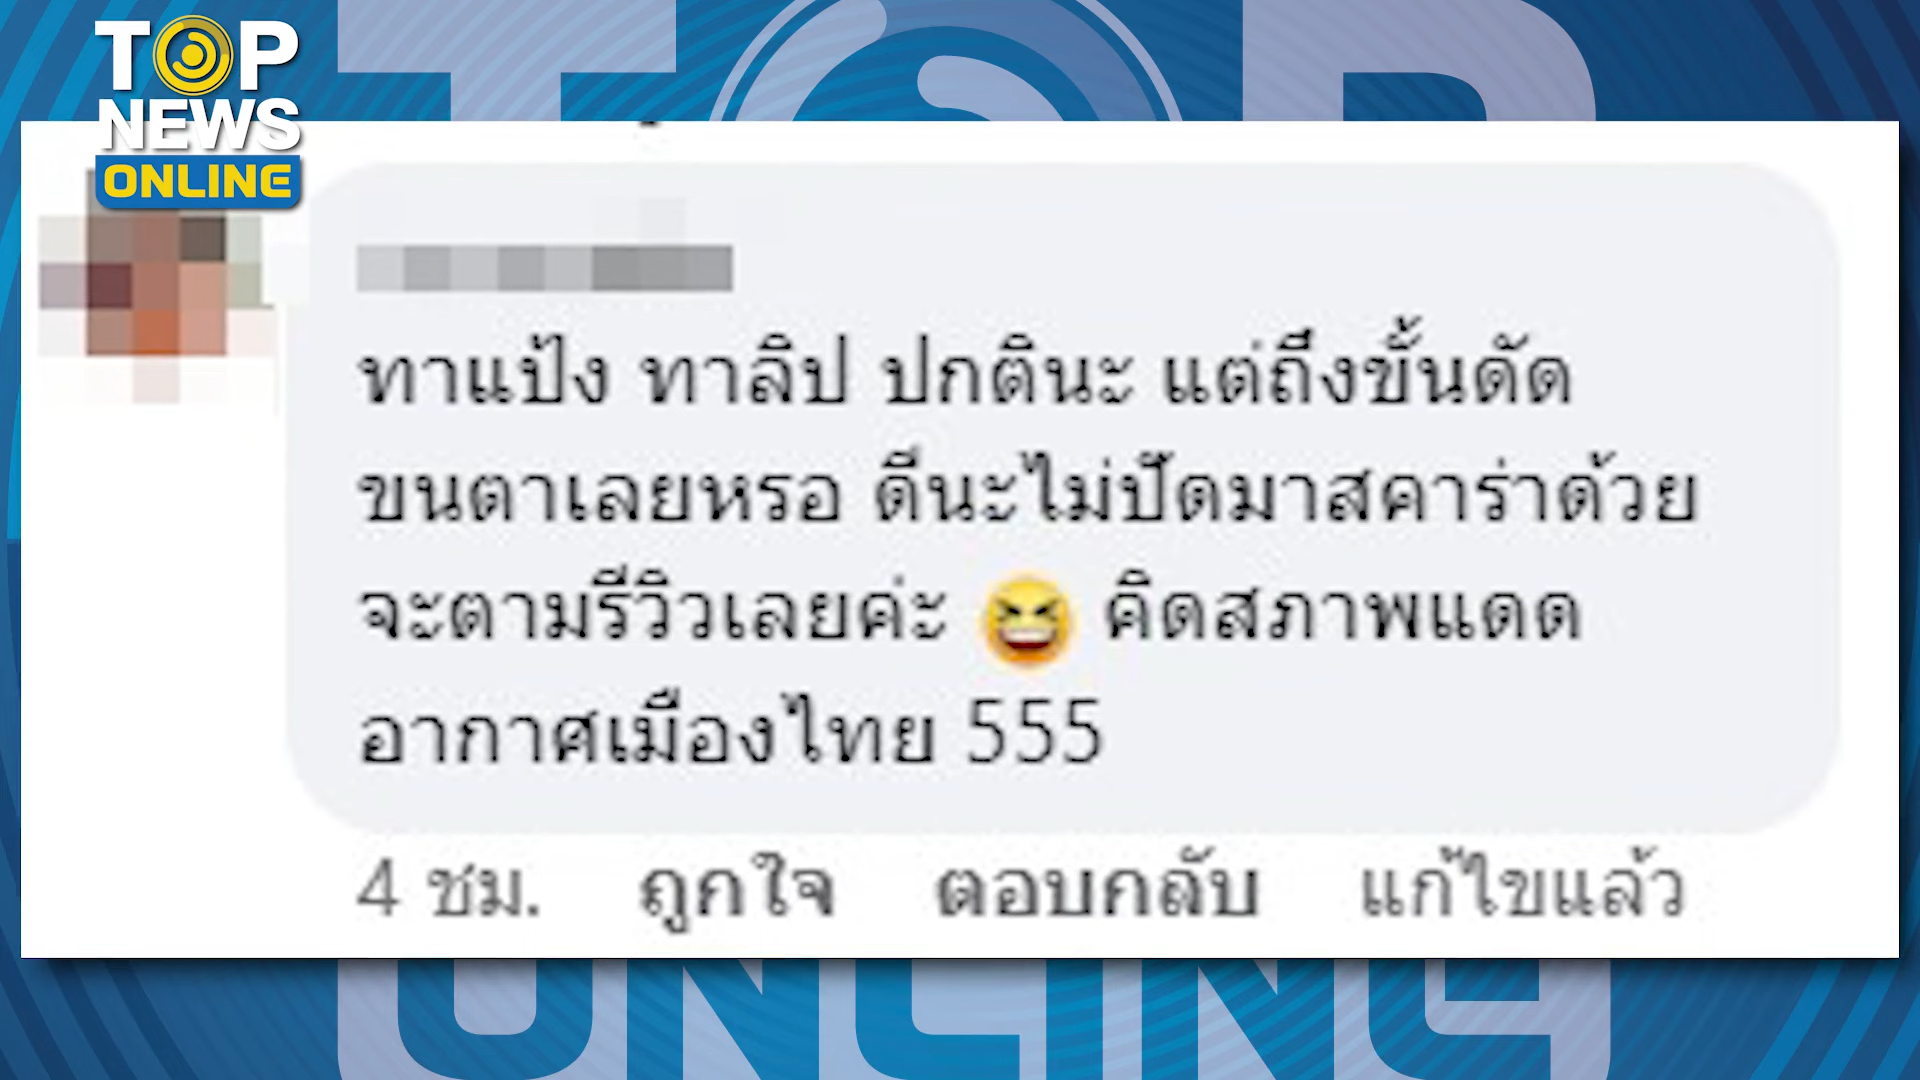 TOP
NEWS
ONLINE
ทาแป้ง ทาลิป ปกตินะ แต่ถึงขั้นดัด
ขนตาเลยหรอ ดีนะไม่ปัดมาสคาร่าด้วย
จะตามรีวิวเลยค่ะ 😆 คิดสภาพแดด
อากาศเมืองไทย 555
4 ชม. ถูกใจ ตอบกลับ แก้ไขแล้ว